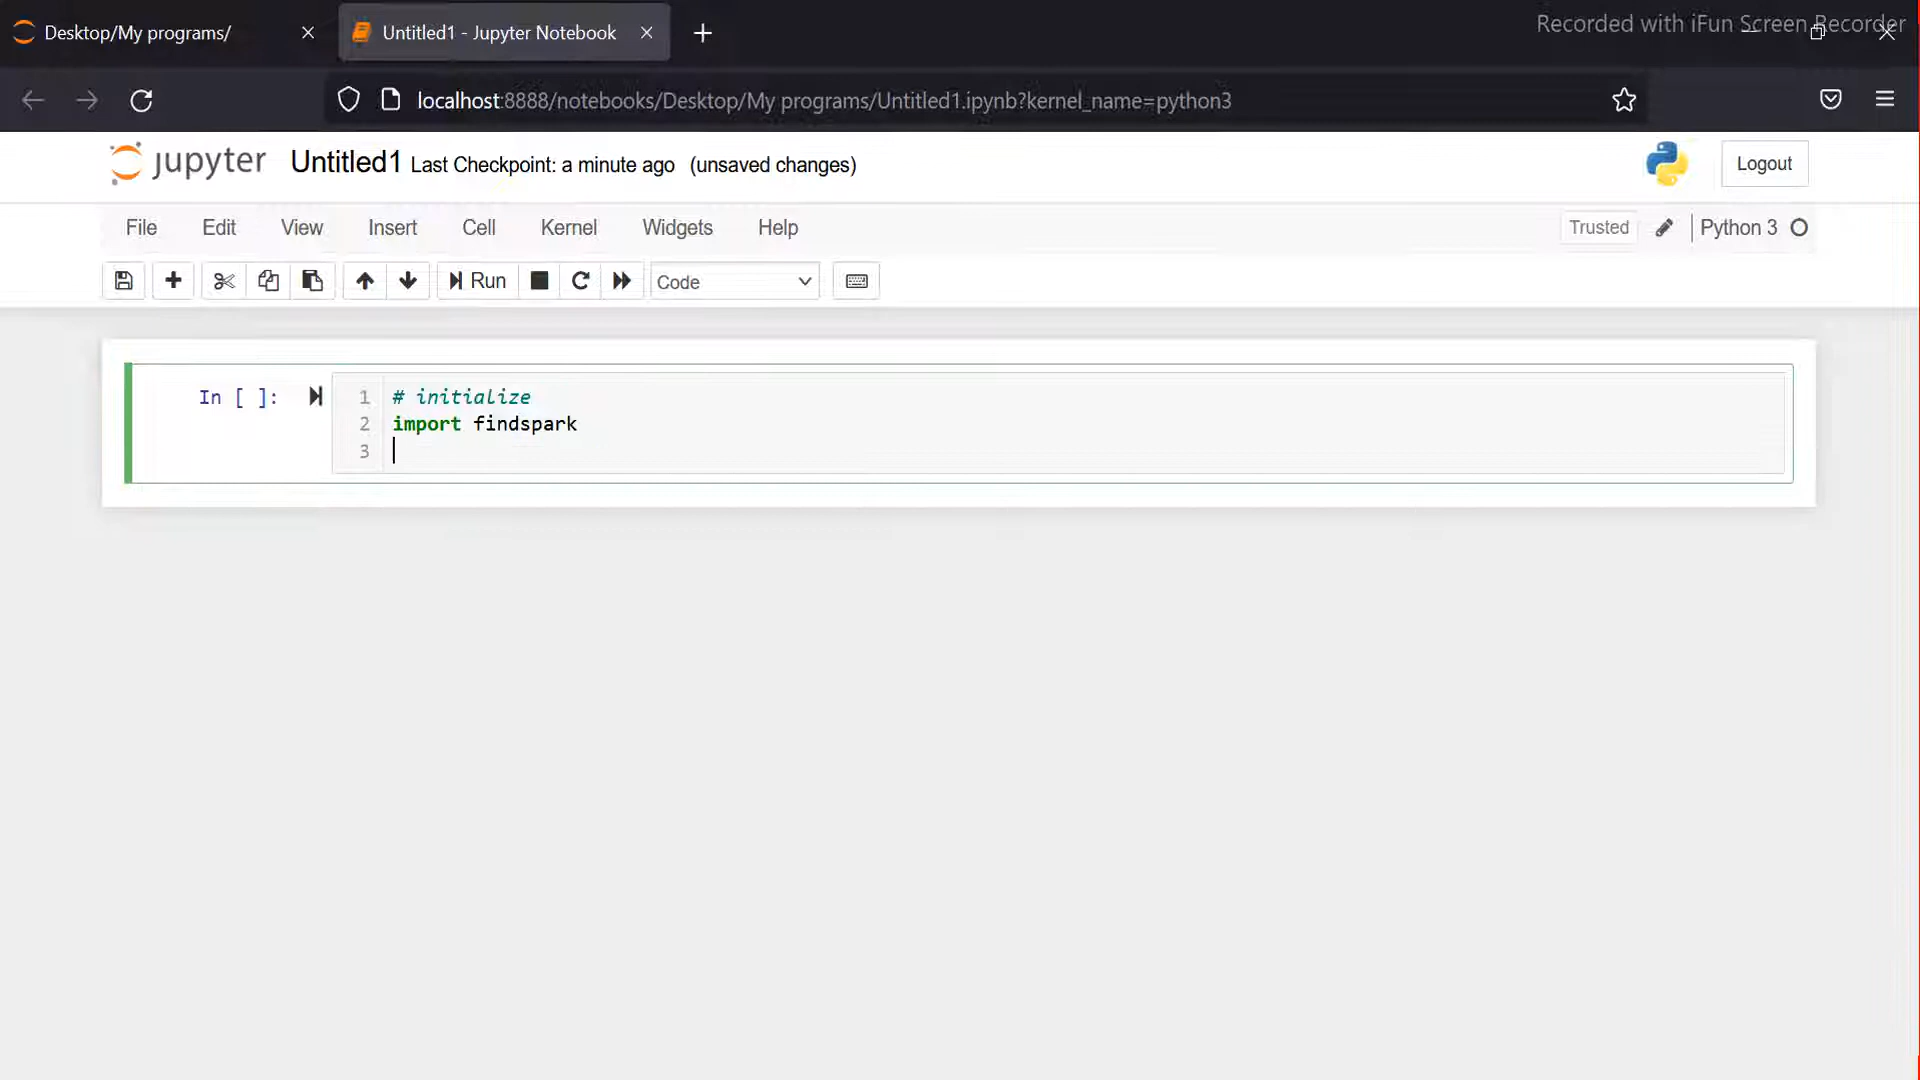 Desktop/My programs/
Untitled1 - Jupyter Notebook
Recorded with iFun Screen Recorder
localhost:8888/notebooks/Desktop/My programs/Untitled1.ipynb?kernel_name=python3
jupyter Untitled1 Last Checkpoint: a minute ago (unsaved changes)
Logout
File Edit View Insert Cell Kernel Widgets Help
Trusted Python 3
Run Code
In [ ]: 1 # initialize
2 import findspark
3